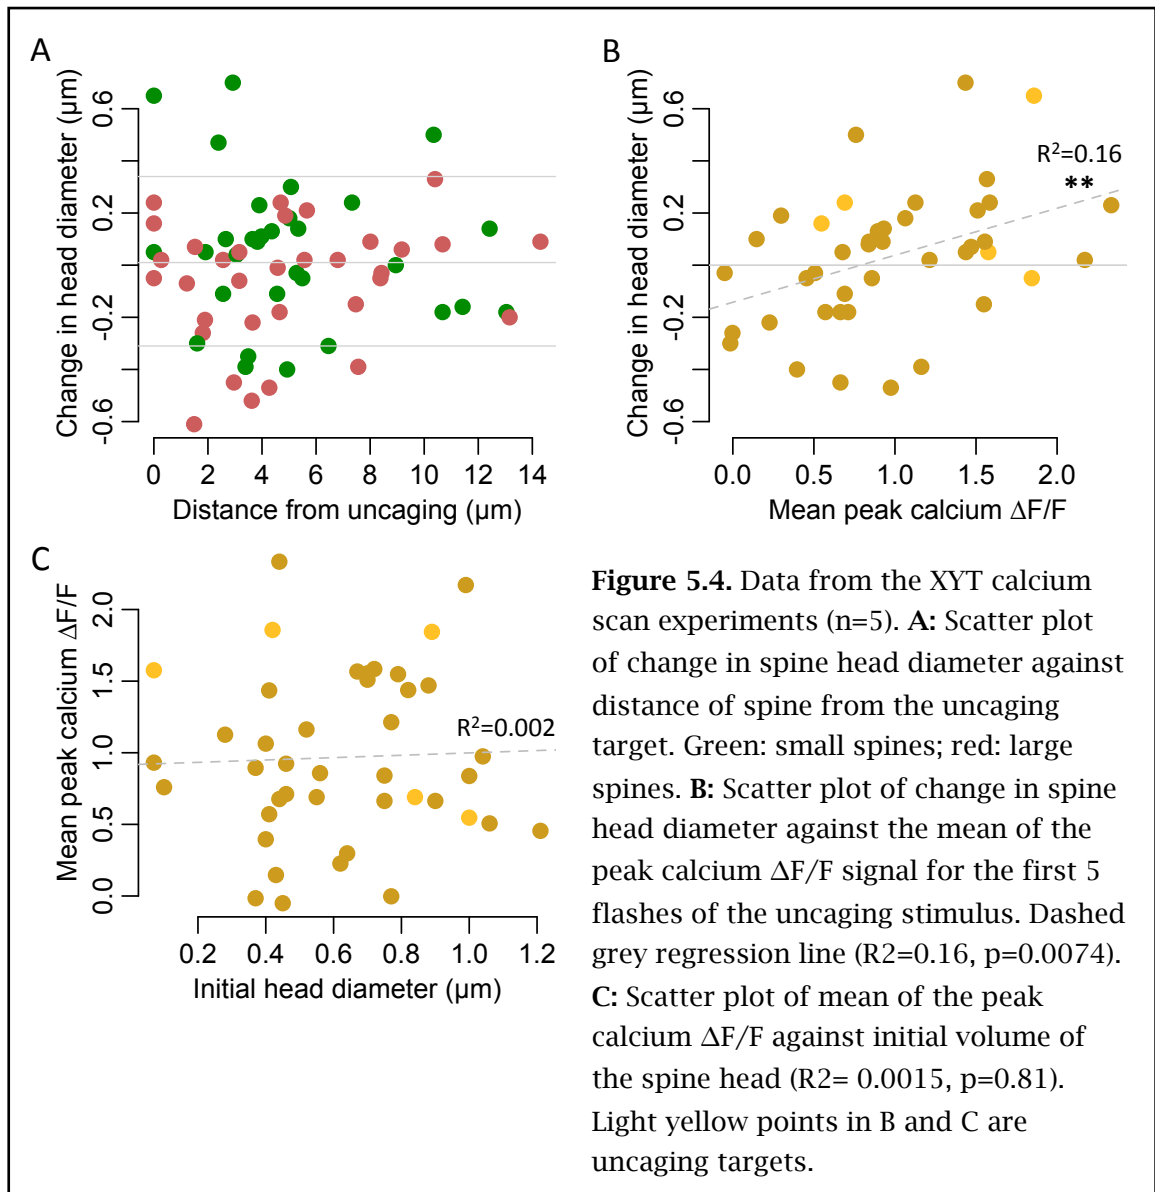 A
Change in head diameter (µm)
0.6
0.2
-0.2
-0.6
0 2 4 6 8 10 12 14
Distance from uncaging (µm)
B
Change in head diameter (µm)
0.6
0.2
-0.2
-0.6
R²=0.16
**
0.0 0.5 1.0 1.5 2.0
Mean peak calcium ΔF/F
C
Mean peak calcium ΔF/F
2.0
1.5
1.0
0.5
0.0
R²=0.002
0.2 0.4 0.6 0.8 1.0 1.2
Initial head diameter (µm)
Figure 5.4. Data from the XYT calcium
scan experiments (n=5). A: Scatter plot
of change in spine head diameter against
distance of spine from the uncaging
target. Green: small spines; red: large
spines. B: Scatter plot of change in spine
head diameter against the mean of the
peak calcium ΔF/F signal for the first 5
flashes of the uncaging stimulus. Dashed
grey regression line (R2=0.16, p=0.0074).
C: Scatter plot of mean of the peak
calcium ΔF/F against initial volume of
the spine head (R2= 0.0015, p=0.81).
Light yellow points in B and C are
uncaging targets.